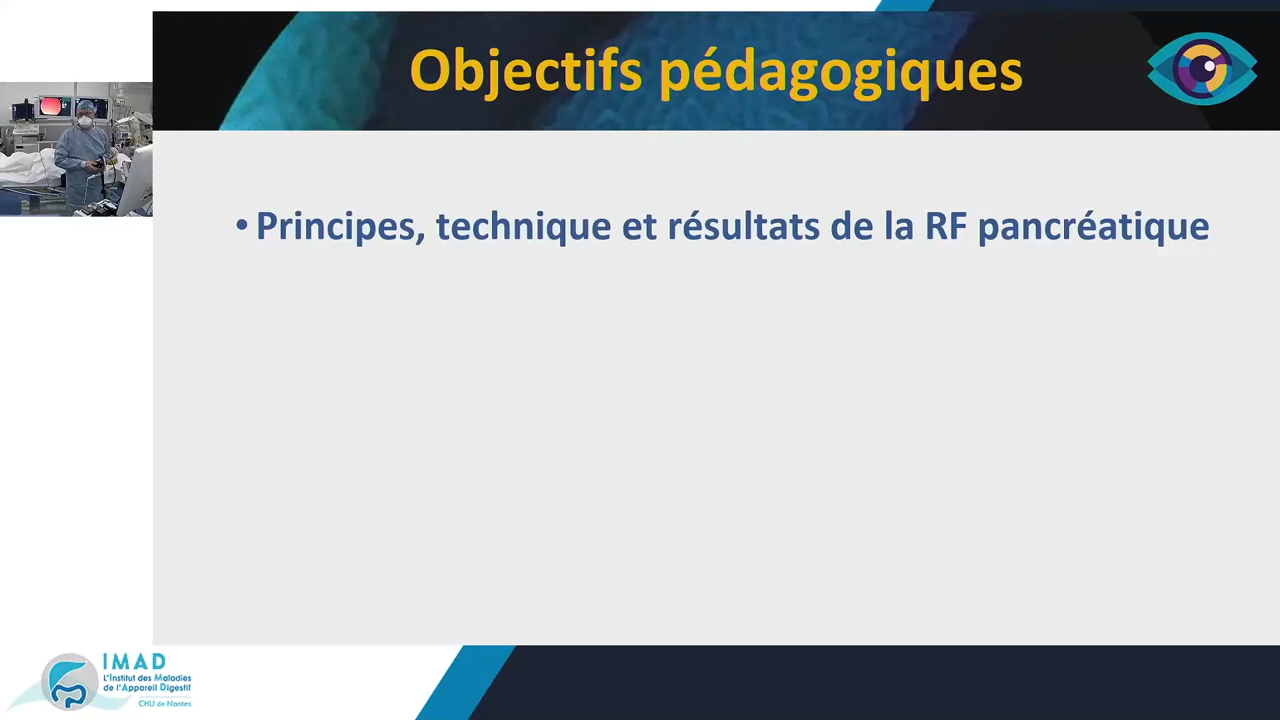 Objectifs pédagogiques
• Principes, technique et résultats de la RF pancréatique
IMAD
L'Institut des Maladies
de l'Appareil Digestif
CHU de Nantes